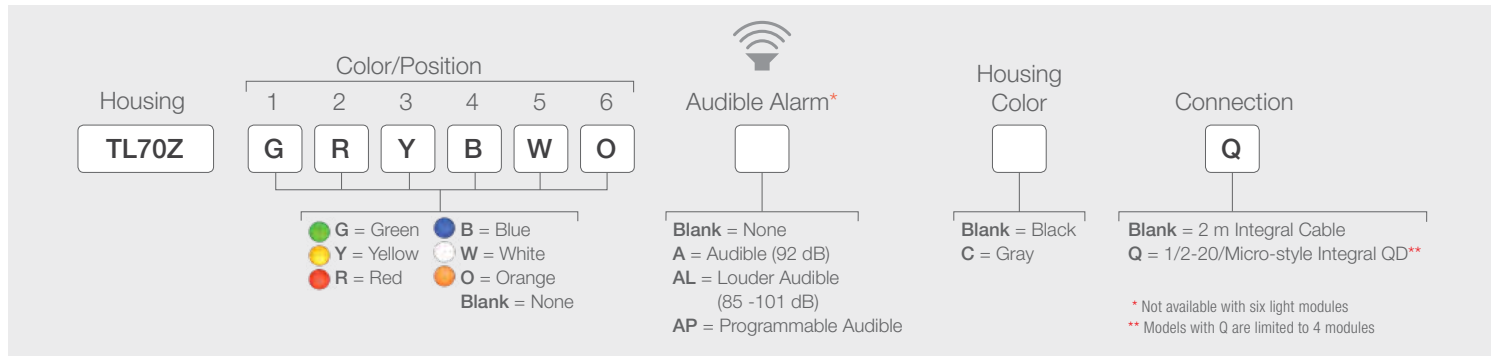 Housing
TL70Z
Color/Position
1 2 3 4 5 6
G R Y B W O
G = Green
Y = Yellow
R = Red
B = Blue
W = White
O = Orange
Blank = None
Audible Alarm*
Blank = None
A = Audible (92 dB)
AL = Louder Audible
(85 -101 dB)
AP = Programmable Audible
Housing
Color
Blank = Black
C = Gray
Connection
Q
Blank = 2 m Integral Cable
Q = 1/2-20/Micro-style Integral QD**
* Not available with six light modules
** Models with Q are limited to 4 modules